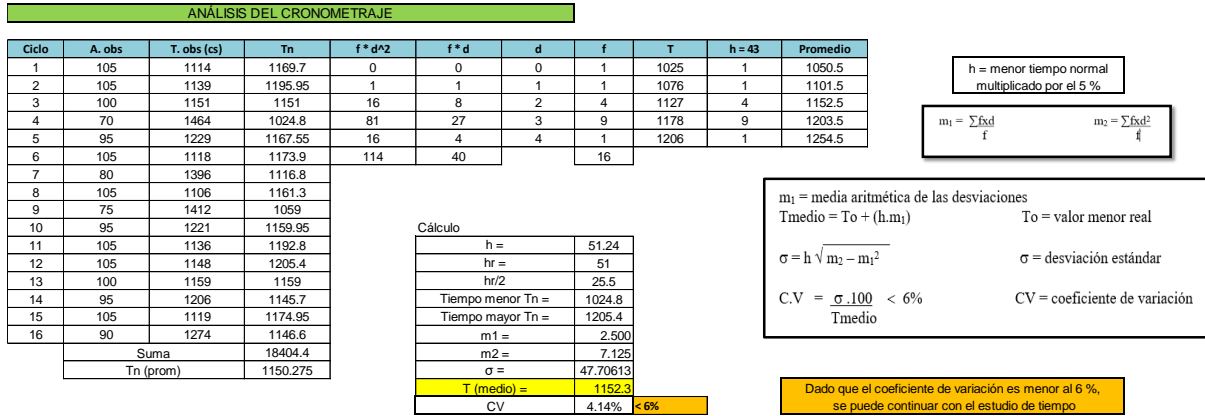 ANÁLISIS DEL CRONOMETRAJE
Ciclo A. obs T. obs (cs) Tn f * d^2 f * d d f T h = 43 Promedio
1 105 1114 1169.7 0 0 0 1 1025 1 1050.5
2 105 1139 1195.95 1 1 1 1 1076 1 1101.5
3 100 1151 1151 16 8 2 4 1127 4 1152.5
4 70 1464 1024.8 81 27 3 9 1178 9 1203.5
5 95 1229 1167.55 16 4 4 1 1206 1 1254.5
6 105 1118 1173.9 114 40 16
7 80 1396 1116.8
8 105 1106 1161.3
9 75 1412 1059
10 95 1221 1159.95
11 105 1136 1192.8
12 105 1148 1205.4
13 100 1159 1159
14 95 1206 1145.7
15 105 1119 1174.95
16 90 1274 1146.6
Suma 18404.4
Tn (prom) 1150.275
Cálculo
h = 51.24
hr = 51
hr/2 25.5
Tiempo menor Tn = 1024.8
Tiempo mayor Tn = 1205.4
m1 = 2.500
m2 = 7.125
σ = 47.70613
T (medio) = 1152.3
CV 4.14% < 6%
h = menor tiempo normal
multiplicado por el 5 %
m₁ = ∑fxd m₂ = ∑fxd²
f f
m₁ = media aritmética de las desviaciones
Tmedio = To + (h.m₁) To = valor menor real
σ = h √ m₂ – m₁² σ = desviación estándar
C.V = σ .100 < 6% CV = coeficiente de variación
Tmedio
Dado que el coeficiente de variación es menor al 6 %,
se puede continuar con el estudio de tiempo